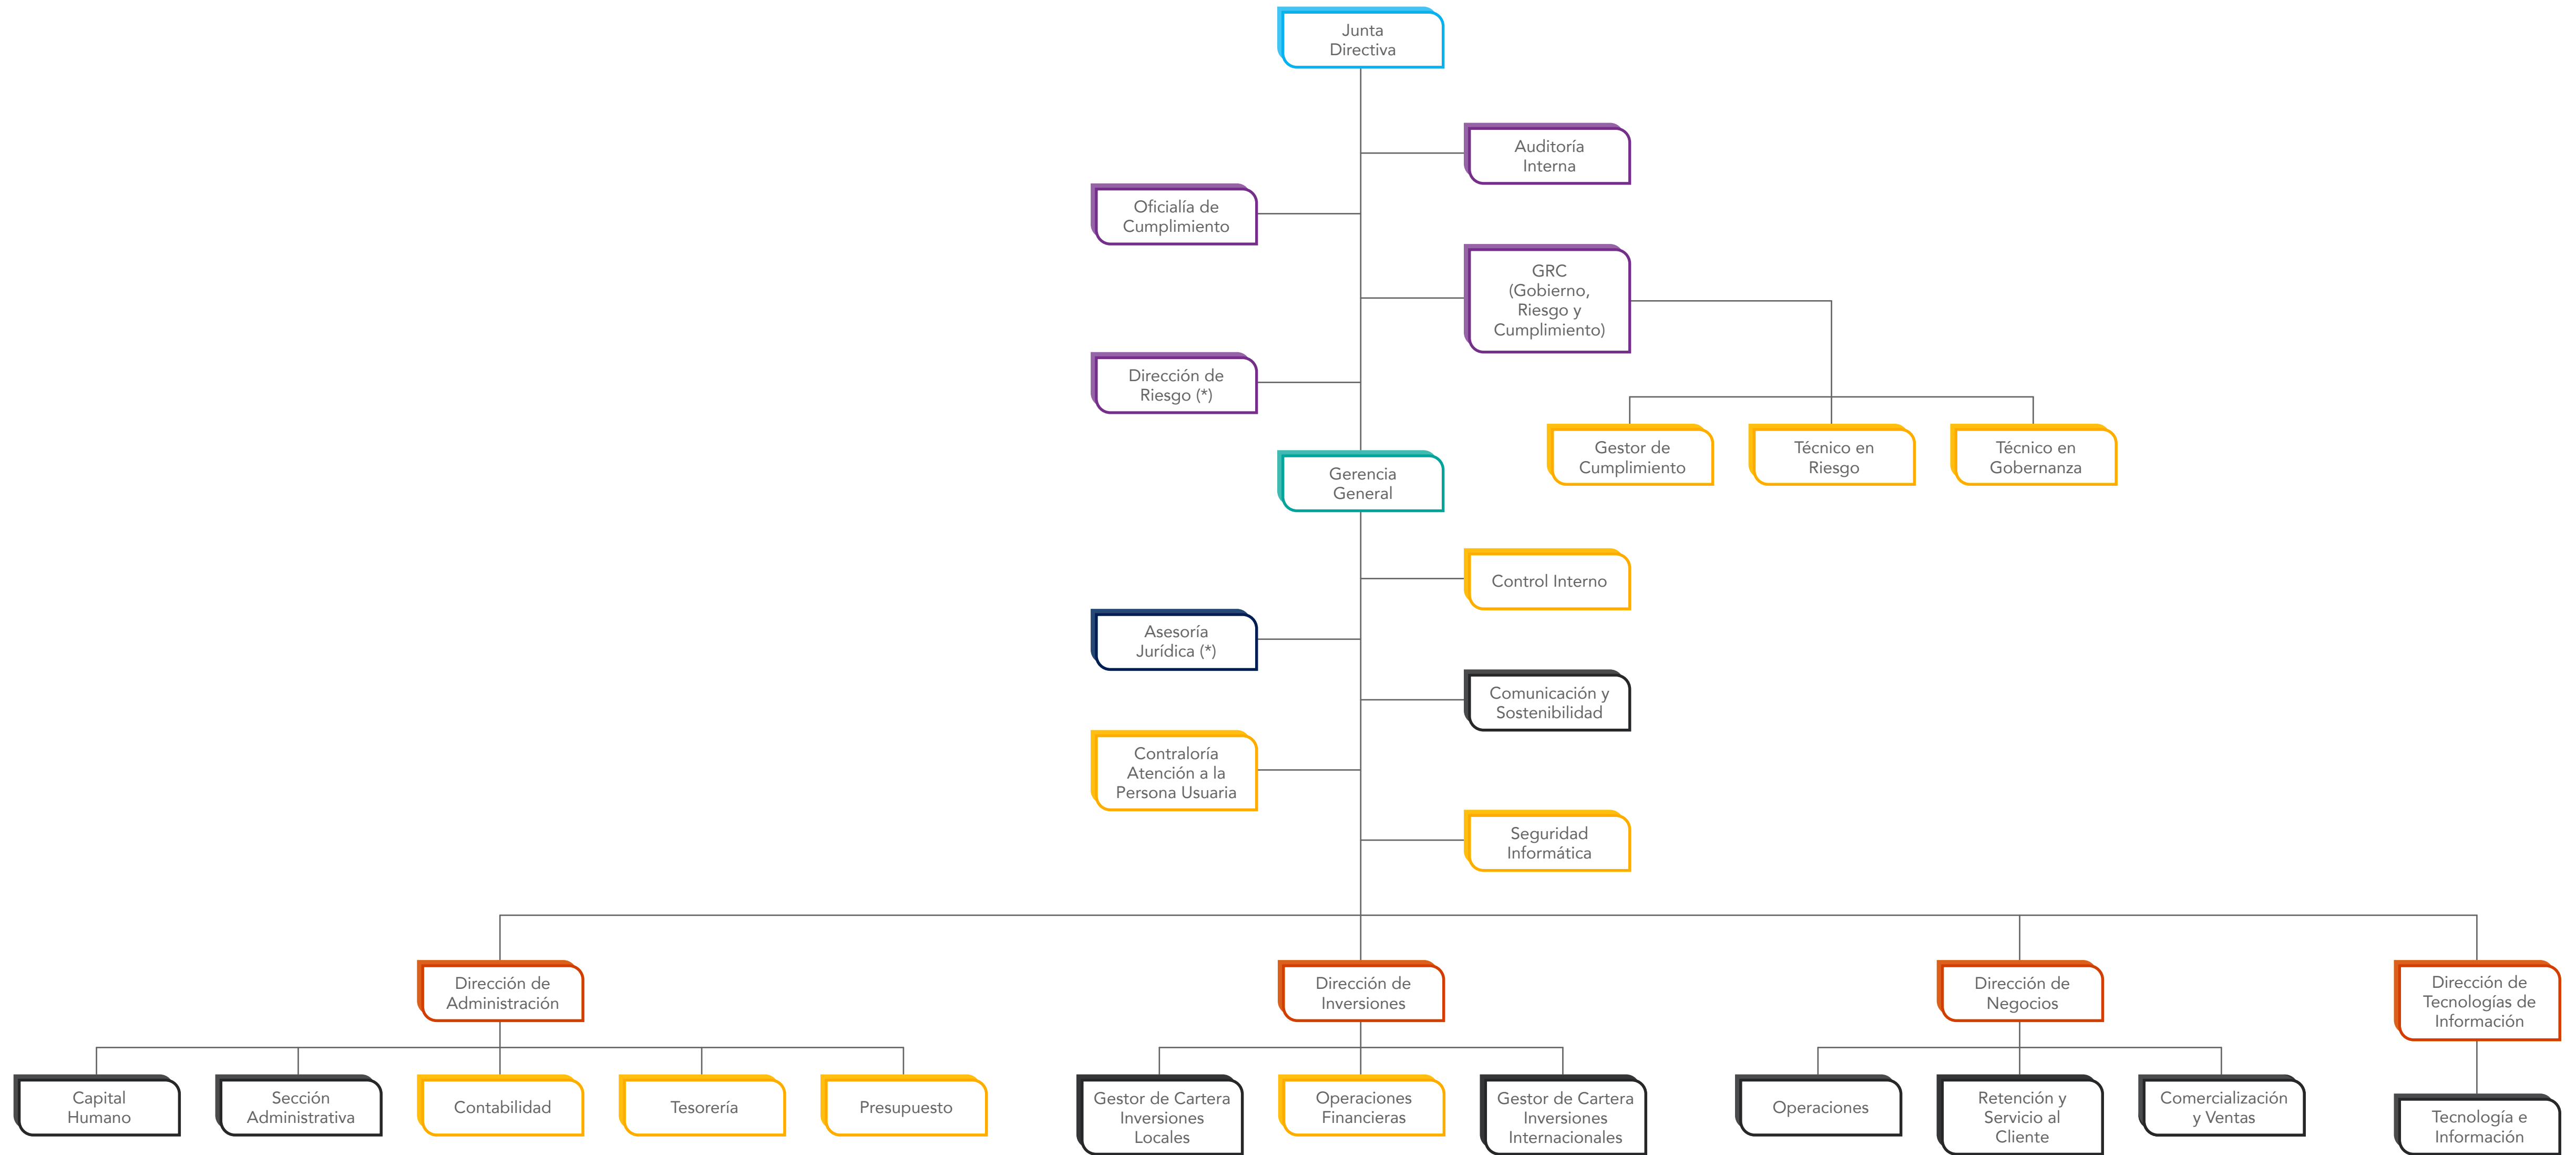 Junta
Directiva
Auditoría
Interna
Oficialía de
Cumplimiento
GRC
(Gobierno,
Riesgo y
Cumplimiento)
Dirección de
Riesgo (*)
Gestor de
Cumplimiento
Técnico en
Riesgo
Técnico en
Gobernanza
Gerencia
General
Control Interno
Asesoría
Jurídica (*)
Comunicación y
Sostenibilidad
Contraloría
Atención a la
Persona Usuaria
Seguridad
Informática
Dirección de
Administración
Dirección de
Inversiones
Dirección de
Negocios
Dirección de
Tecnologías de
Información
Capital
Humano
Sección
Administrativa
Contabilidad
Tesorería
Presupuesto
Gestor de Cartera
Inversiones
Locales
Operaciones
Financieras
Gestor de Cartera
Inversiones
Internacionales
Operaciones
Retención y
Servicio al
Cliente
Comercialización
y Ventas
Tecnología e
Información